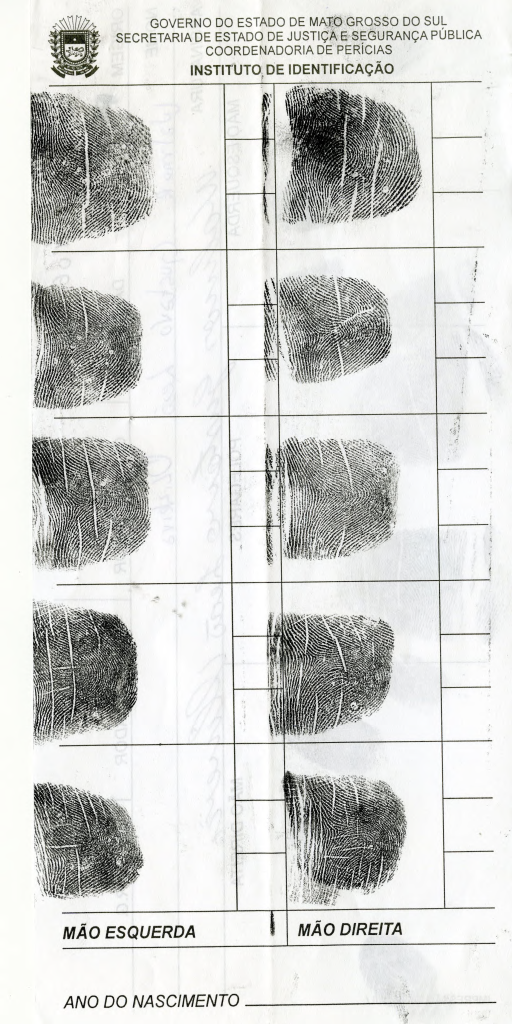 GOVERNO DO ESTADO DE MATO GROSSO DO SUL
SECRETARIA DE ESTADO DE JUSTIÇA E SEGURANÇA PÚBLICA
COORDENADORIA DE PERÍCIAS
INSTITUTO DE IDENTIFICAÇÃO
MÃO ESQUERDA
MÃO DIREITA
ANO DO NASCIMENTO